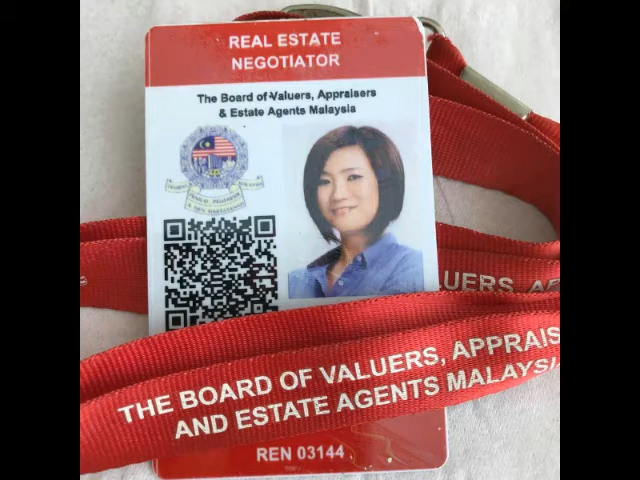 REAL ESTATE
NEGOTIATOR
The Board of Valuers, Appraisers
& Estate Agents Malaysia
UERS, AP
THE BOARD OF VALUERS, APPRAIS
AND ESTATE AGENTS MALAYSI
REN 03144